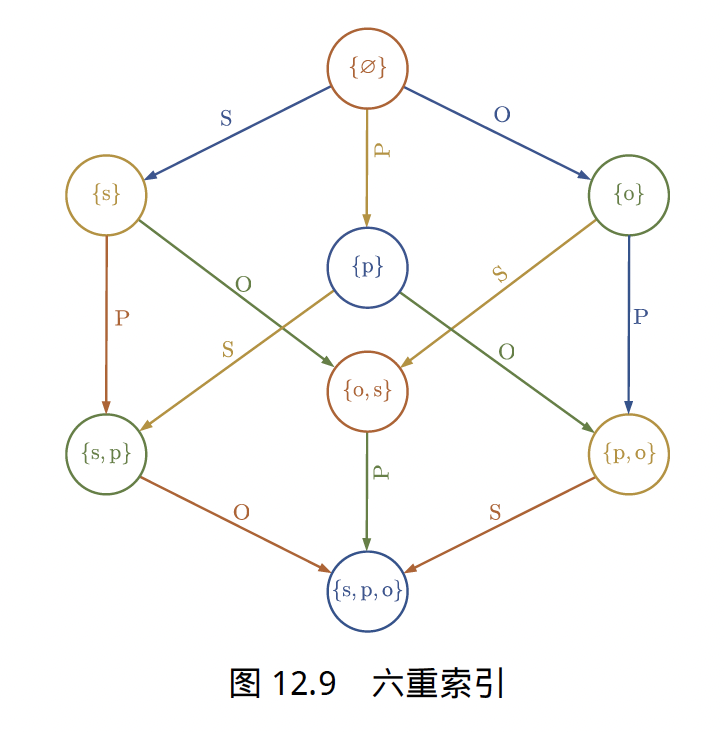 {∅}
S
O
P
{s}
{o}
{p}
O
S
P
P
S
O
{o, s}
{s, p}
{p, o}
P
O
S
{s, p, o}
图 12.9 六重索引